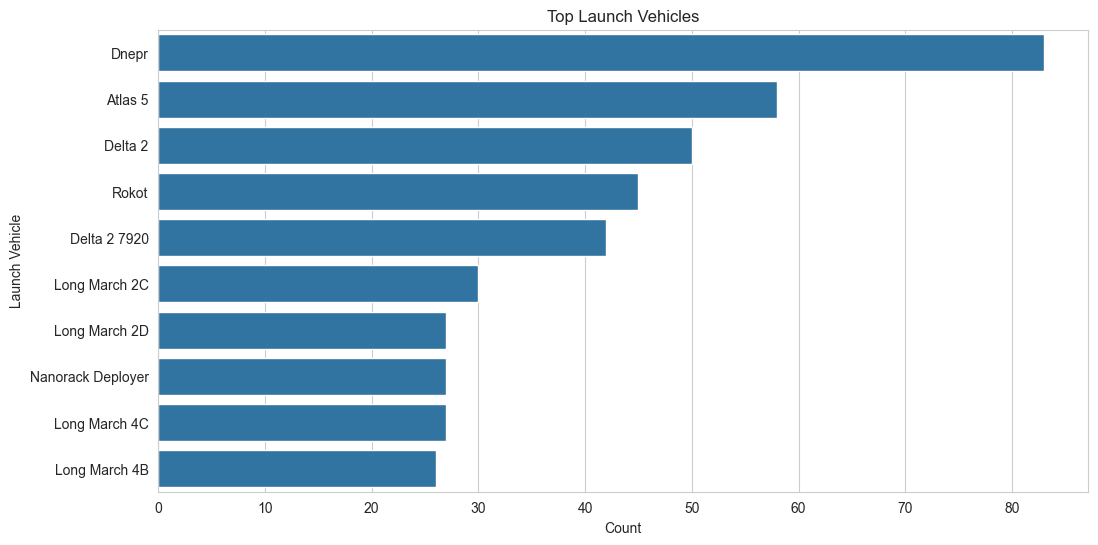 Top Launch Vehicles
Launch Vehicle
Dnepr
Atlas 5
Delta 2
Rokot
Delta 2 7920
Long March 2C
Long March 2D
Nanorack Deployer
Long March 4C
Long March 4B
0 10 20 30 40 50 60 70 80
Count